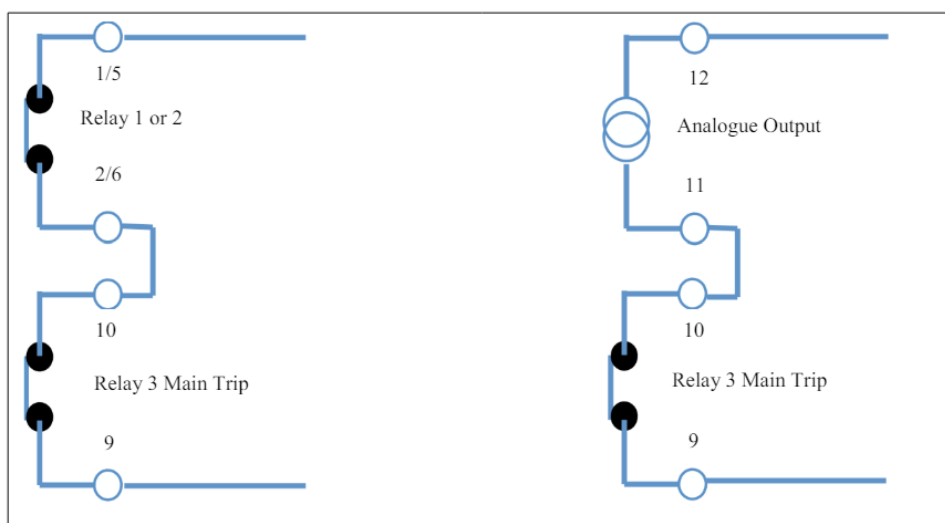 1/5
Relay 1 or 2
2/6
10
Relay 3 Main Trip
9
12
Analogue Output
11
10
Relay 3 Main Trip
9